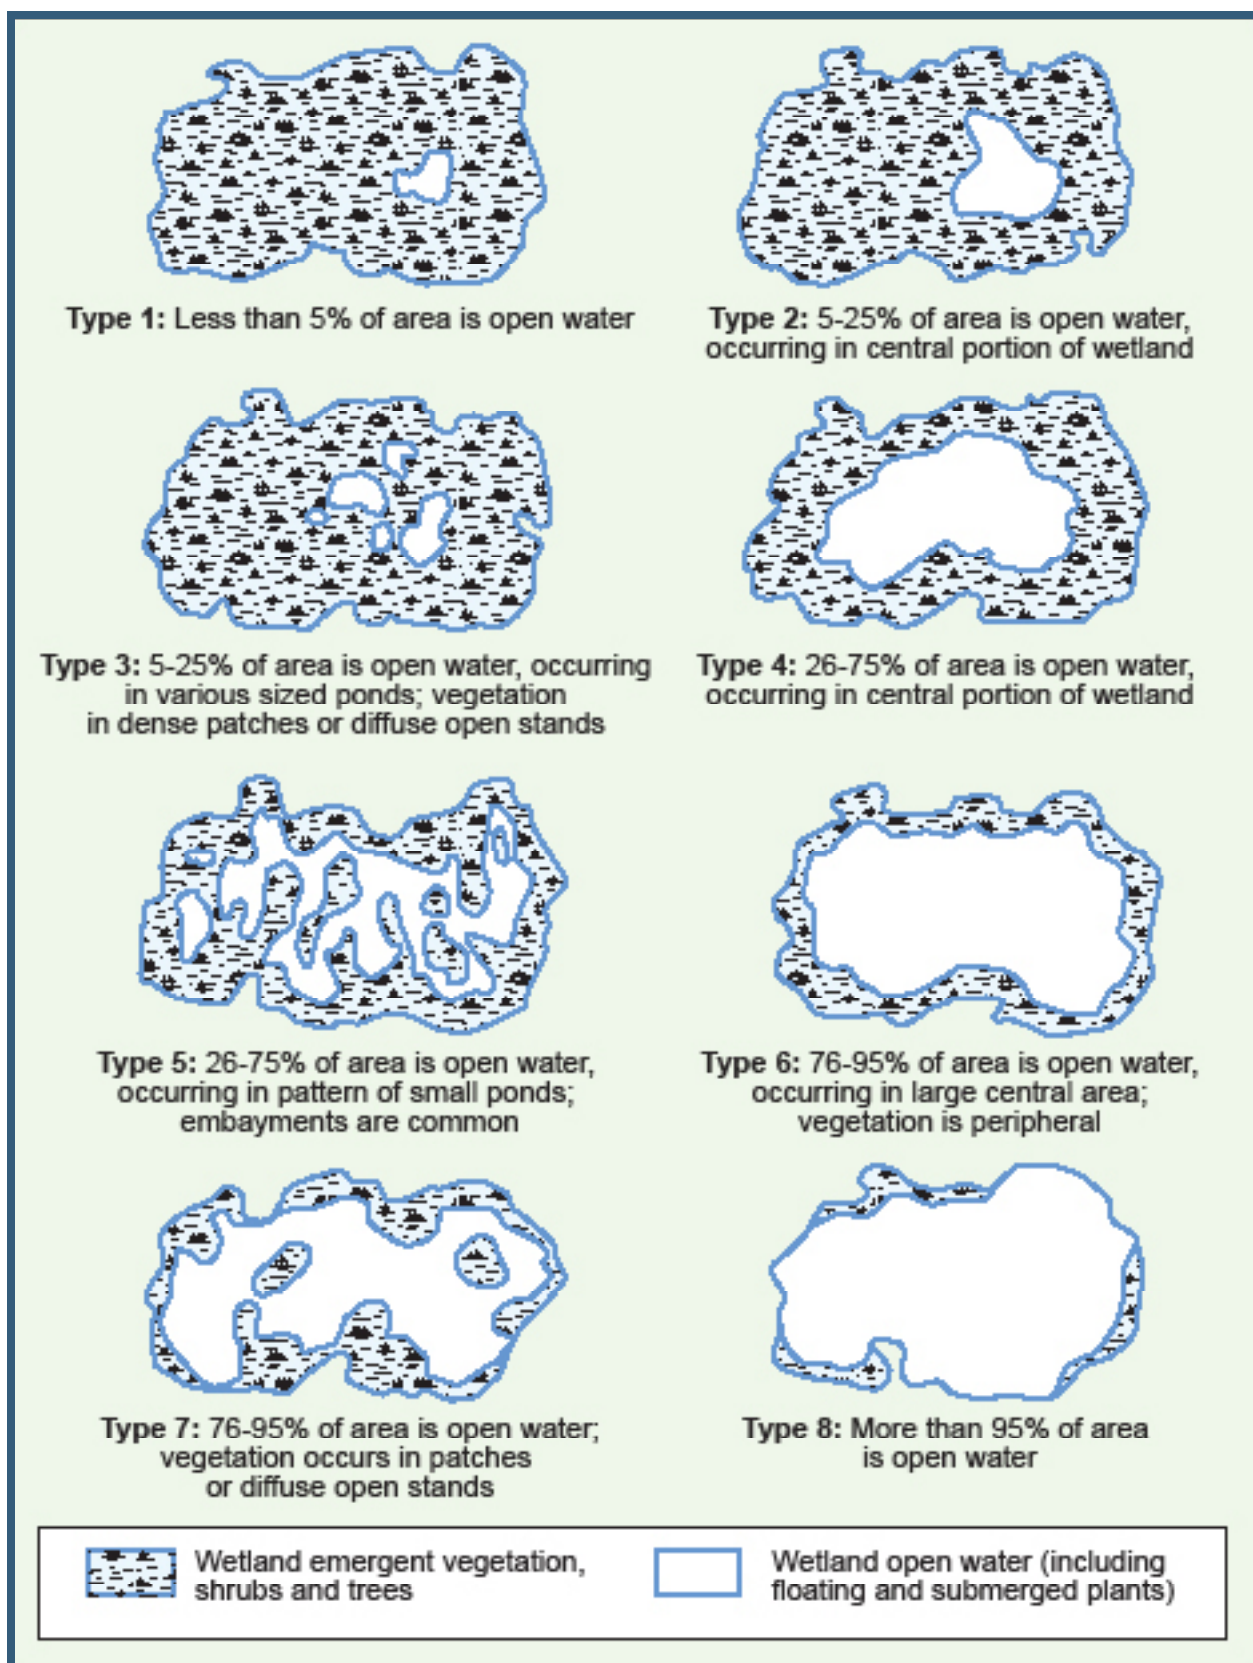 Type 1: Less than 5% of area is open water
Type 2: 5-25% of area is open water,
occurring in central portion of wetland
Type 3: 5-25% of area is open water, occurring
in various sized ponds; vegetation
in dense patches or diffuse open stands
Type 4: 26-75% of area is open water,
occurring in central portion of wetland
Type 5: 26-75% of area is open water,
occurring in pattern of small ponds;
embayments are common
Type 6: 76-95% of area is open water,
occurring in large central area;
vegetation is peripheral
Type 7: 76-95% of area is open water;
vegetation occurs in patches
or diffuse open stands
Type 8: More than 95% of area
is open water
Wetland emergent vegetation,
shrubs and trees
Wetland open water (including
floating and submerged plants)